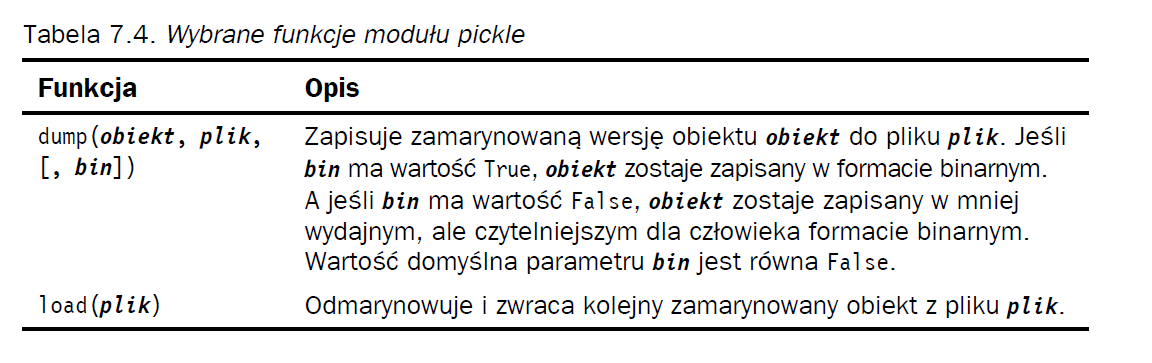 Tabela 7.4. Wybrane funkcje modułu pickle
Funkcja Opis
dump(obiekt, plik, Zapisuje zamarynowaną wersję obiektu obiekt do pliku plik. Jeśli
[, bin]) bin ma wartość True, obiekt zostaje zapisany w formacie binarnym.
A jeśli bin ma wartość False, obiekt zostaje zapisany w mniej
wydajnym, ale czytelniejszym dla człowieka formacie binarnym.
Wartość domyślna parametru bin jest równa False.
load(plik) Odmarynowuje i zwraca kolejny zamarynowany obiekt z pliku plik.